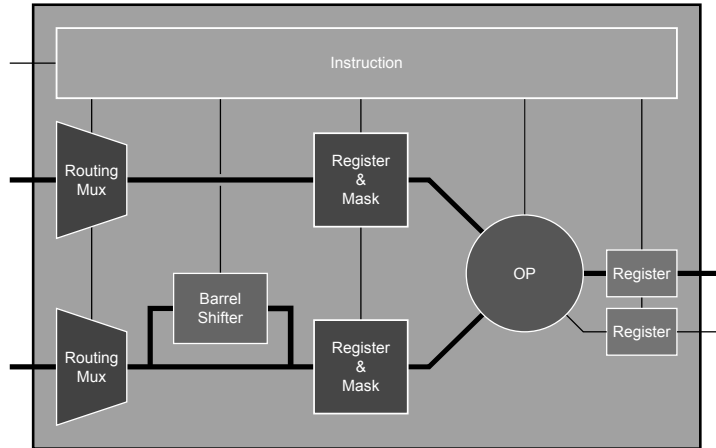 Instruction
Routing
Mux
Register
&
Mask
OP
Register
Barrel
Shifter
Register
Routing
Mux
Register
&
Mask